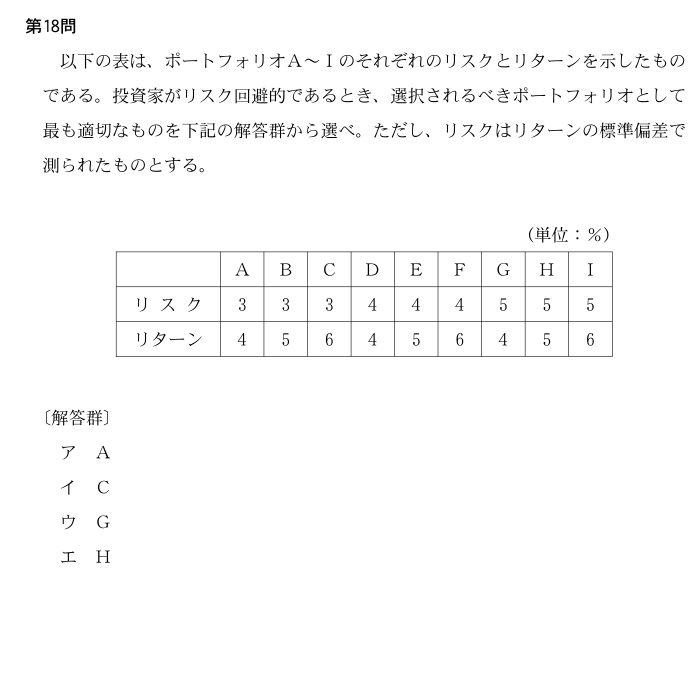 第18問
以下の表は、ポートフォリオA～Iのそれぞれのリスクとリターンを示したもの
である。投資家がリスク回避的であるとき、選択されるべきポートフォリオとして
最も適切なものを下記の解答群から選べ。ただし、リスクはリターンの標準偏差で
測られたものとする。
（単位：％）
A B C D E F G H I
リスク 3 3 3 4 4 4 5 5 5
リターン 4 5 6 4 5 6 4 5 6
〔解答群〕
ア A
イ C
ウ G
エ H